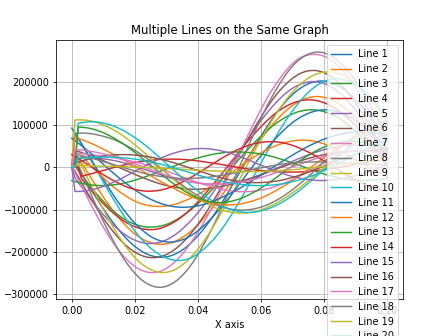 Multiple Lines on the Same Graph
200000
100000
0
−100000
−200000
−300000
0.00
0.02
0.04
0.06
X axis
Line 1
Line 2
Line 3
Line 4
Line 5
Line 6
Line 7
Line 8
Line 9
Line 10
Line 11
Line 12
Line 13
Line 14
Line 15
Line 16
Line 17
Line 18
Line 19
Line 20